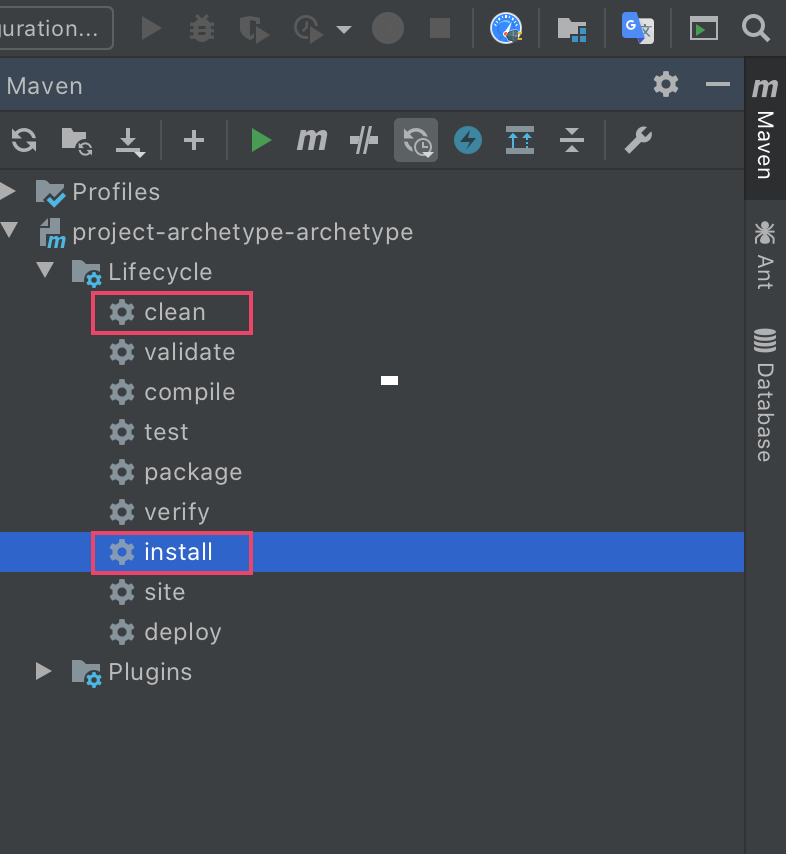 uration...
Maven
m
Maven
Profiles
project-archetype-archetype
Lifecycle
clean
validate
compile
test
package
verify
install
site
deploy
Plugins
Ant
Database